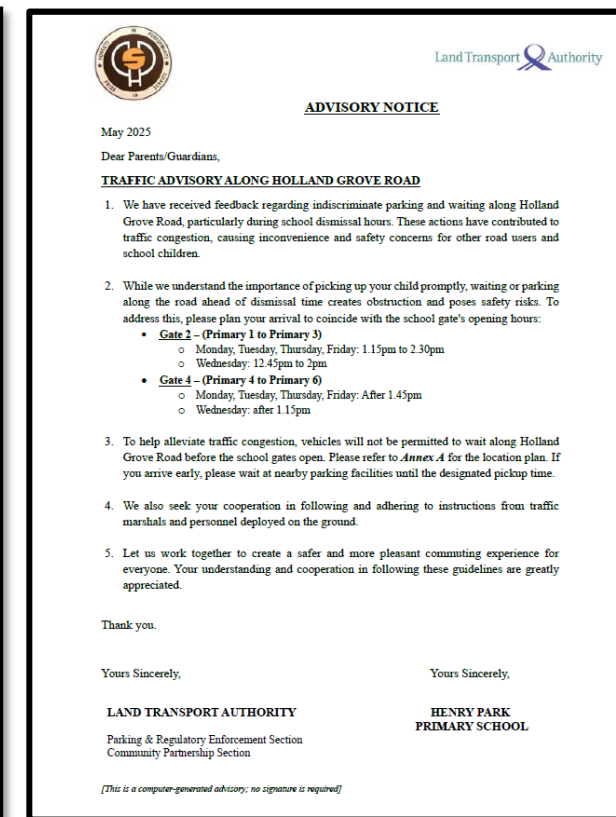 HONESTY IN PERFORMANCE
PRIDE IN SERVICE
Land Transport Authority
ADVISORY NOTICE
May 2025
Dear Parents/Guardians,
TRAFFIC ADVISORY ALONG HOLLAND GROVE ROAD
1. We have received feedback regarding indiscriminate parking and waiting along Holland
Grove Road, particularly during school dismissal hours. These actions have contributed to
traffic congestion, causing inconvenience and safety concerns for other road users and
school children.
2. While we understand the importance of picking up your child promptly, waiting or parking
along the road ahead of dismissal time creates obstruction and poses safety risks. To
address this, please plan your arrival to coincide with the school gate's opening hours:
• Gate 2 – (Primary 1 to Primary 3)
o Monday, Tuesday, Thursday, Friday: 1.15pm to 2.30pm
o Wednesday: 12.45pm to 2pm
• Gate 4 – (Primary 4 to Primary 6)
o Monday, Tuesday, Thursday, Friday: After 1.45pm
o Wednesday: after 1.15pm
3. To help alleviate traffic congestion, vehicles will not be permitted to wait along Holland
Grove Road before the school gates open. Please refer to Annex A for the location plan. If
you arrive early, please wait at nearby parking facilities until the designated pickup time.
4. We also seek your cooperation in following and adhering to instructions from traffic
marshals and personnel deployed on the ground.
5. Let us work together to create a safer and more pleasant commuting experience for
everyone. Your understanding and cooperation in following these guidelines are greatly
appreciated.
Thank you.
Yours Sincerely,
Yours Sincerely,
LAND TRANSPORT AUTHORITY
HENRY PARK
PRIMARY SCHOOL
Parking & Regulatory Enforcement Section
Community Partnership Section
[This is a computer-generated advisory; no signature is required]